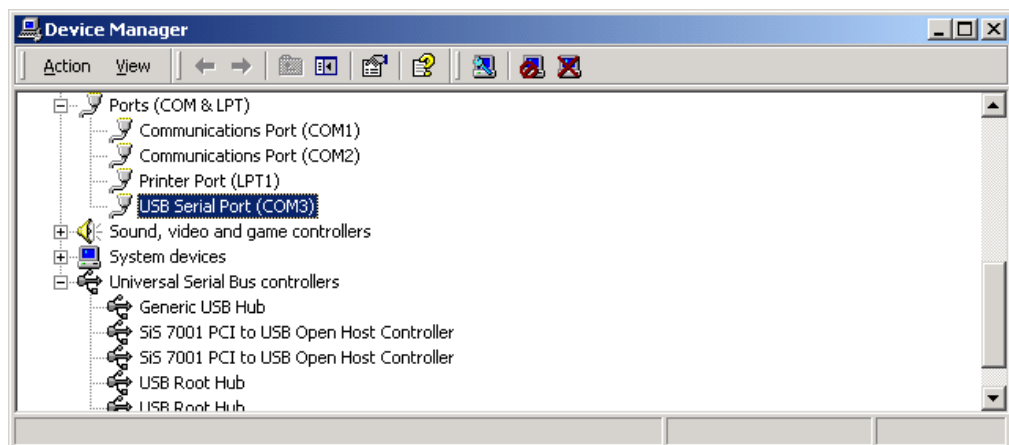 Device Manager
Action View
Ports (COM & LPT)
Communications Port (COM1)
Communications Port (COM2)
Printer Port (LPT1)
USB Serial Port (COM3)
Sound, video and game controllers
System devices
Universal Serial Bus controllers
Generic USB Hub
SiS 7001 PCI to USB Open Host Controller
SiS 7001 PCI to USB Open Host Controller
USB Root Hub
USB Root Hub